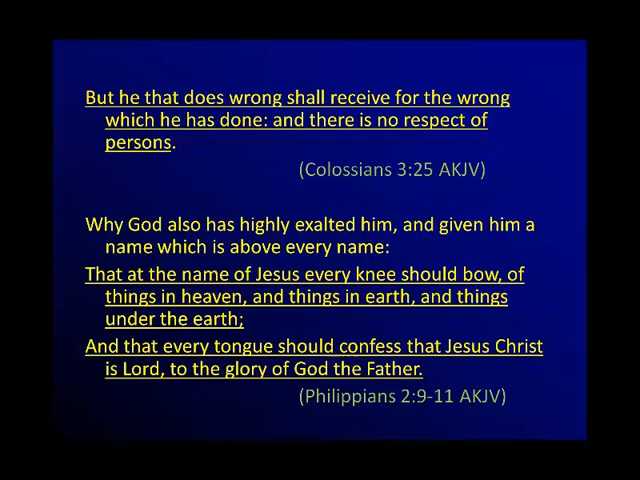 But he that does wrong shall receive for the wrong
which he has done: and there is no respect of
persons.
(Colossians 3:25 AKJV)
Why God also has highly exalted him, and given him a
name which is above every name:
That at the name of Jesus every knee should bow, of
things in heaven, and things in earth, and things
under the earth;
And that every tongue should confess that Jesus Christ
is Lord, to the glory of God the Father.
(Philippians 2:9-11 AKJV)